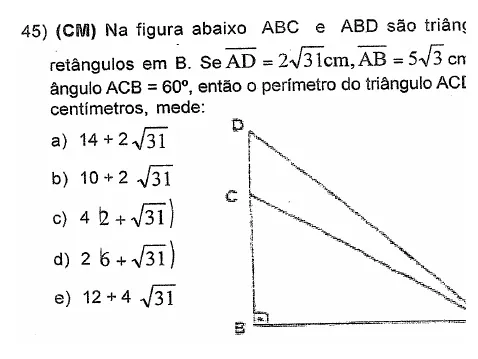 45) (CM) Na figura abaixo ABC e ABD são triâng
retângulos em B. Se AD = 2√31cm, AB = 5√3 cm
ângulo ACB = 60º, então o perímetro do triângulo ACD
centímetros, mede:
a) 14 + 2√31
b) 10 + 2 √31
c) 4 (2 + √31)
d) 2 (6 + √31)
e) 12 + 4 √31
D
C
B